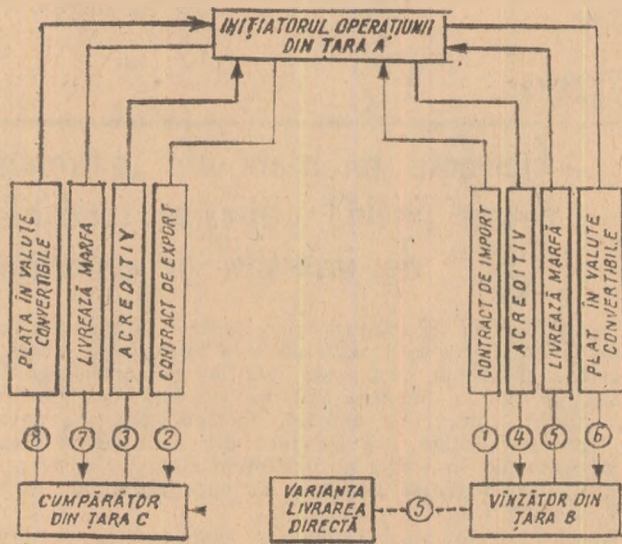 INIȚIATORUL OPERAȚIUNII
DIN ȚARA A
PLATA ÎN VALUTE
CONVERTIBILE
LIVREAZĂ MARFA
ACREDITIV
CONTRACT DE EXPORT
CONTRACT DE IMPORT
ACREDITIV
LIVREAZĂ MARFĂ
PLAT ÎN VALUTE
CONVERTIBILE
8
7
3
2
1
4
5
6
CUMPĂRĂTOR
DIN ȚARA C
VARIANTA
LIVRAREA
DIRECTĂ
5
VÎNZĂTOR DIN
ȚARA B